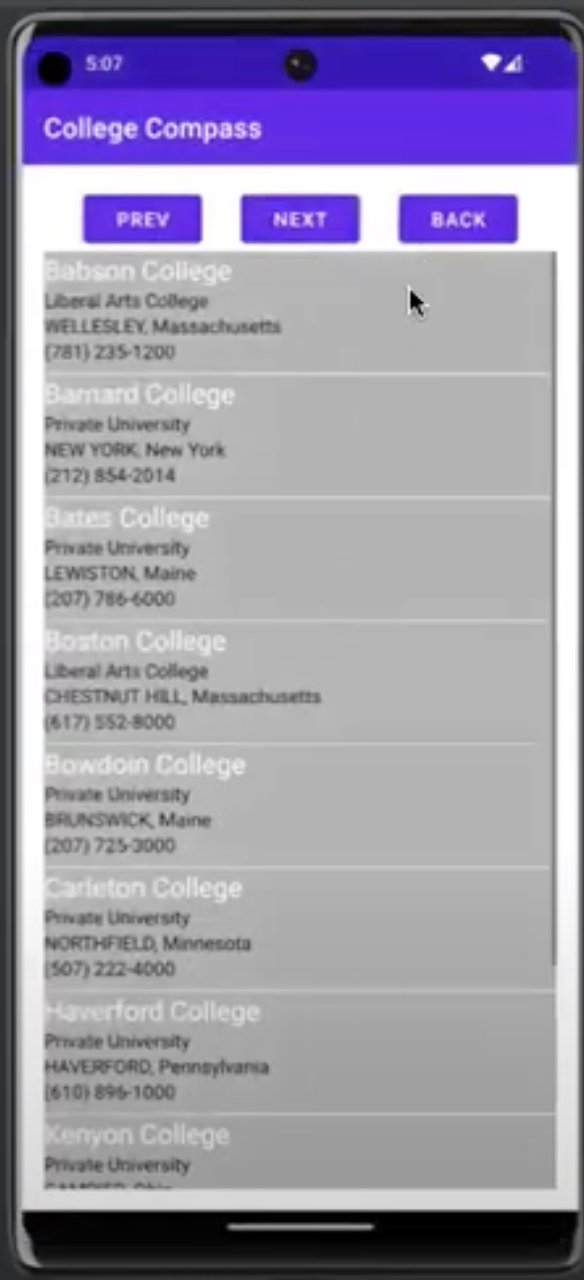 5:07
College Compass
PREV NEXT BACK
Babson College
Liberal Arts College
WELLESLEY, Massachusetts
(781) 235-1200
Barnard College
Private University
NEW YORK, New York
(212) 854-2014
Bates College
Private University
LEWISTON, Maine
(207) 786-6000
Boston College
Liberal Arts College
CHESTNUT HILL, Massachusetts
(617) 552-8000
Bowdoin College
Private University
BRUNSWICK, Maine
(207) 725-3000
Carleton College
Private University
NORTHFIELD, Minnesota
(507) 222-4000
Haverford College
Private University
HAVERFORD, Pennsylvania
(610) 896-1000
Kenyon College
Private University